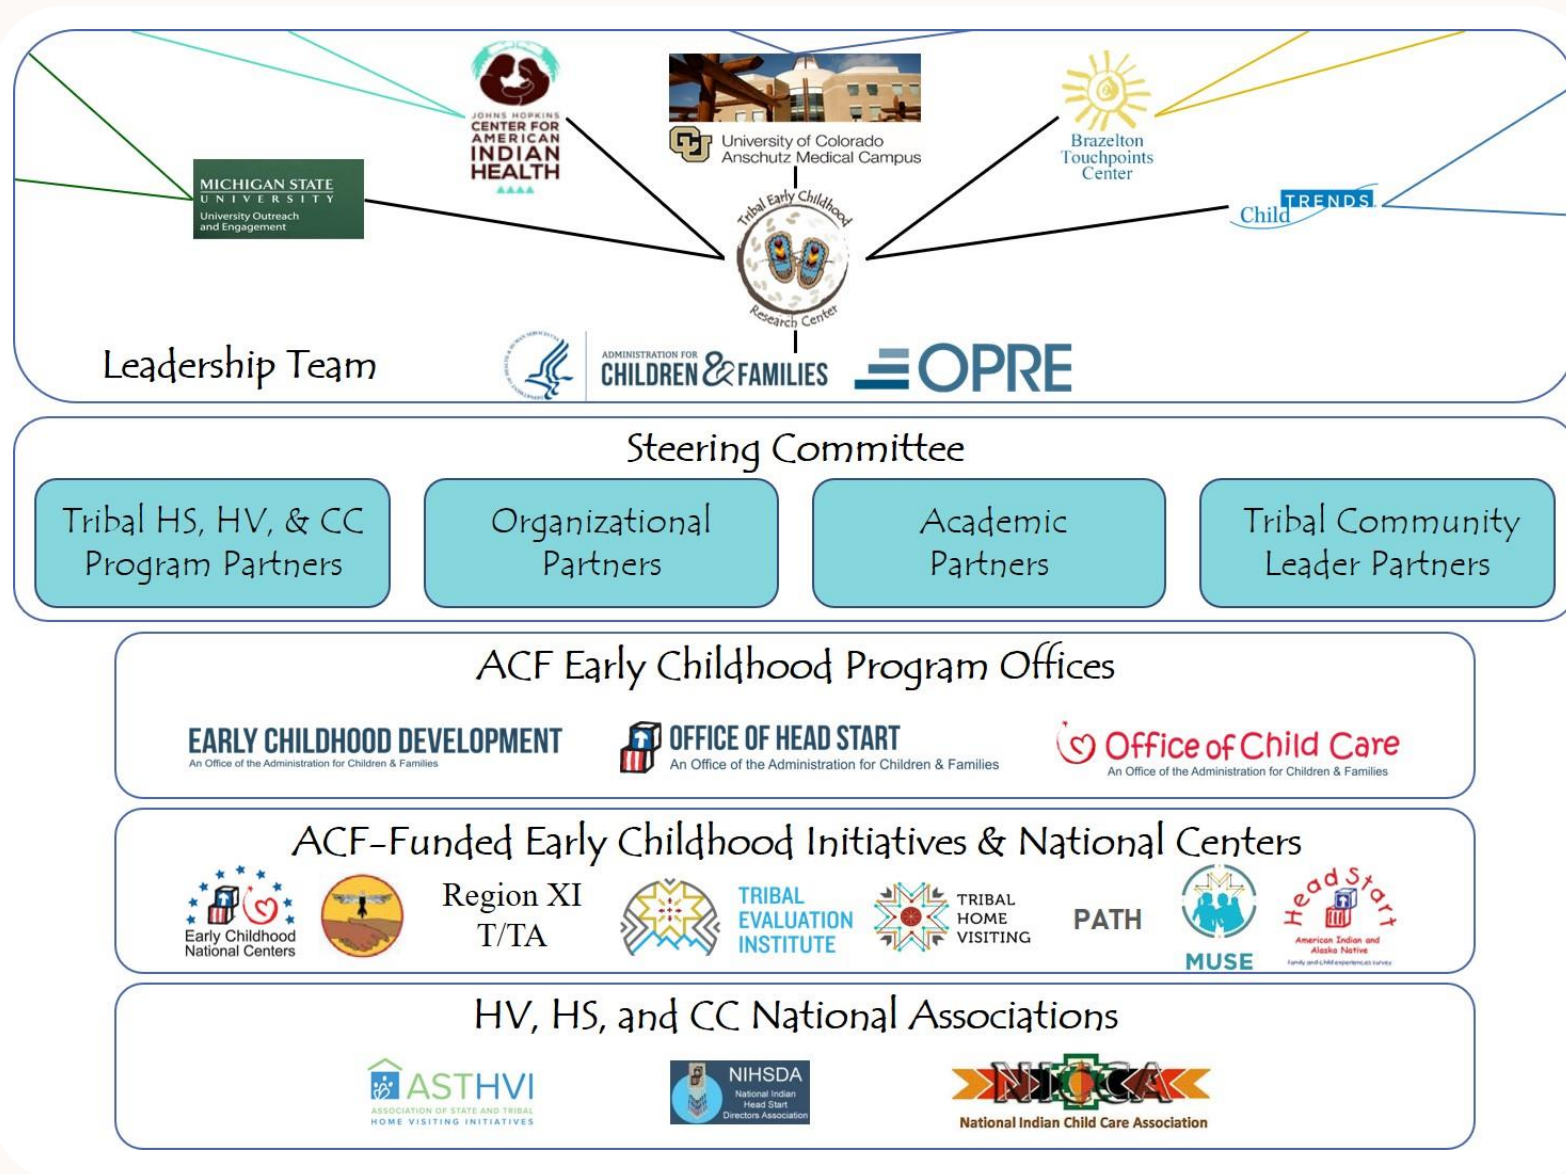 JOHNS HOPKINS
CENTER FOR
AMERICAN
INDIAN
HEALTH
University of Colorado
Anschutz Medical Campus
Brazelton
Touchpoints
Center
MICHIGAN STATE
UNIVERSITY
University Outreach
and Engagement
Child TRENDS
Tribal Early Childhood
Research Center
Leadership Team
ADMINISTRATION FOR
CHILDREN & FAMILIES
OPRE
Steering Committee
Tribal HS, HV, & CC
Program Partners
Organizational
Partners
Academic
Partners
Tribal Community
Leader Partners
ACF Early Childhood Program Offices
EARLY CHILDHOOD DEVELOPMENT
An Office of the Administration for Children & Families
OFFICE OF HEAD START
An Office of the Administration for Children & Families
Office of Child Care
An Office of the Administration for Children & Families
ACF-Funded Early Childhood Initiatives & National Centers
Early Childhood
National Centers
Region XI
T/TA
TRIBAL
EVALUATION
INSTITUTE
TRIBAL
HOME
VISITING
PATH
MUSE
Head Start
American Indian and
Alaska Native
Family and Child experiences survey
HV, HS, and CC National Associations
ASTHVI
ASSOCIATION OF STATE AND TRIBAL
HOME VISITING INITIATIVES
NIHSDA
National Indian
Head Start
Directors Association
NICCA
National Indian Child Care Association